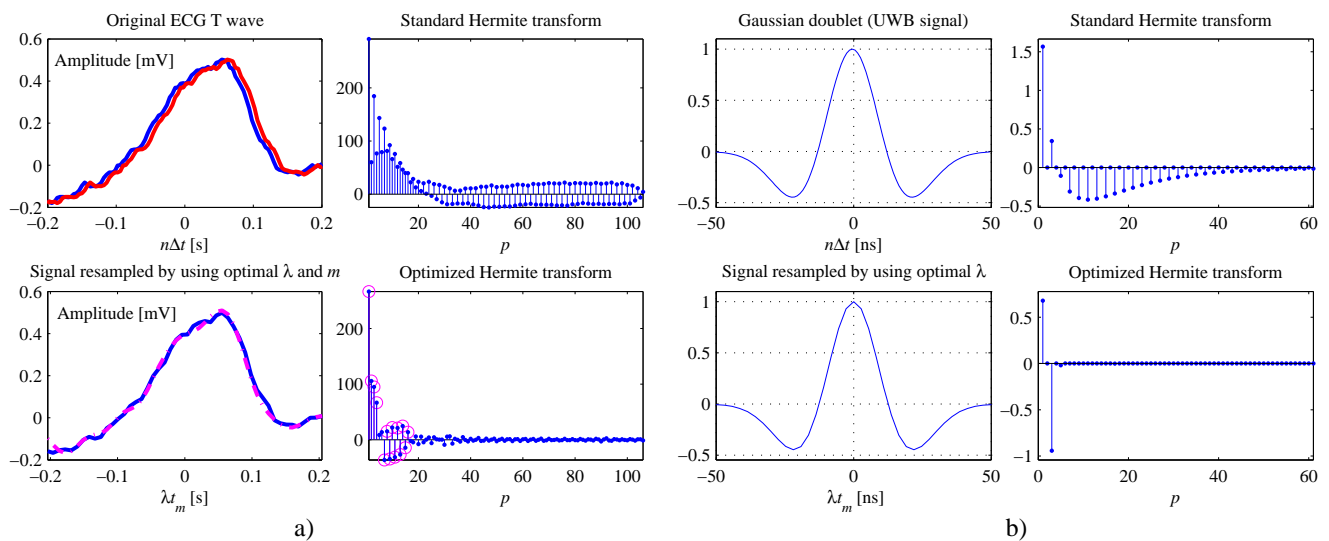 Original ECG T wave
Amplitude [mV]
0.6
0.4
0.2
0
−0.2
−0.2 −0.1 0 0.1 0.2
nΔt [s]
Standard Hermite transform
200
100
0
20 40 60 80 100
p
Gaussian doublet (UWB signal)
1
0.5
0
−0.5
−50 0 50
nΔt [ns]
Standard Hermite transform
1.5
1
0.5
0
−0.5
0 20 40 60
p
Signal resampled by using optimal λ and m
Amplitude [mV]
0.6
0.4
0.2
0
−0.2
−0.2 −0.1 0 0.1 0.2
λt_m [s]
Optimized Hermite transform
200
100
0
20 40 60 80 100
p
Signal resampled by using optimal λ
1
0.5
0
−0.5
−50 0 50
λt_m [ns]
Optimized Hermite transform
0.5
0
−0.5
−1
0 20 40 60
p
a)
b)